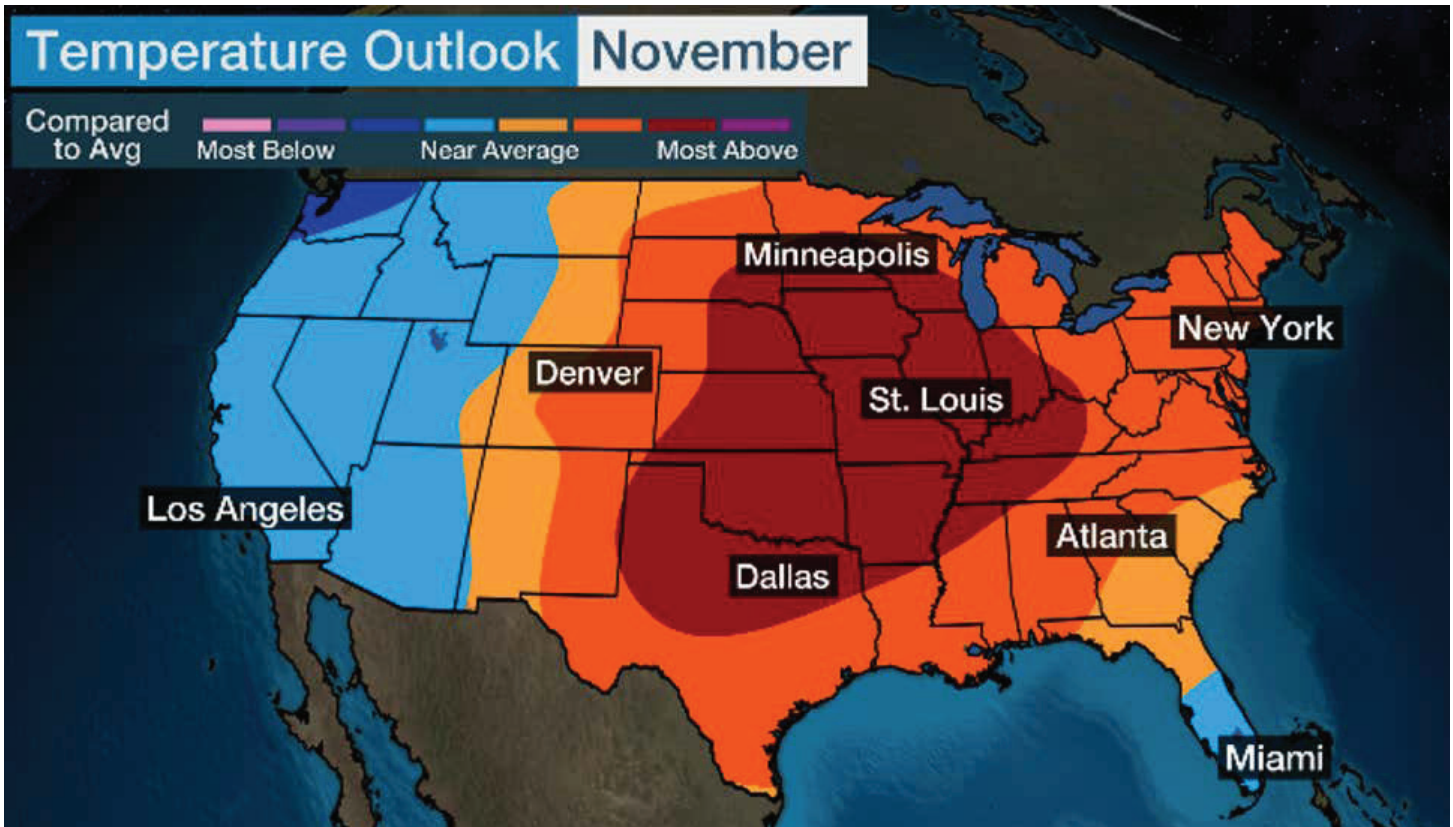 Temperature Outlook November
Compared
to Avg
Most Below Near Average Most Above
Minneapolis
New York
Denver
St. Louis
Los Angeles
Atlanta
Dallas
Miami